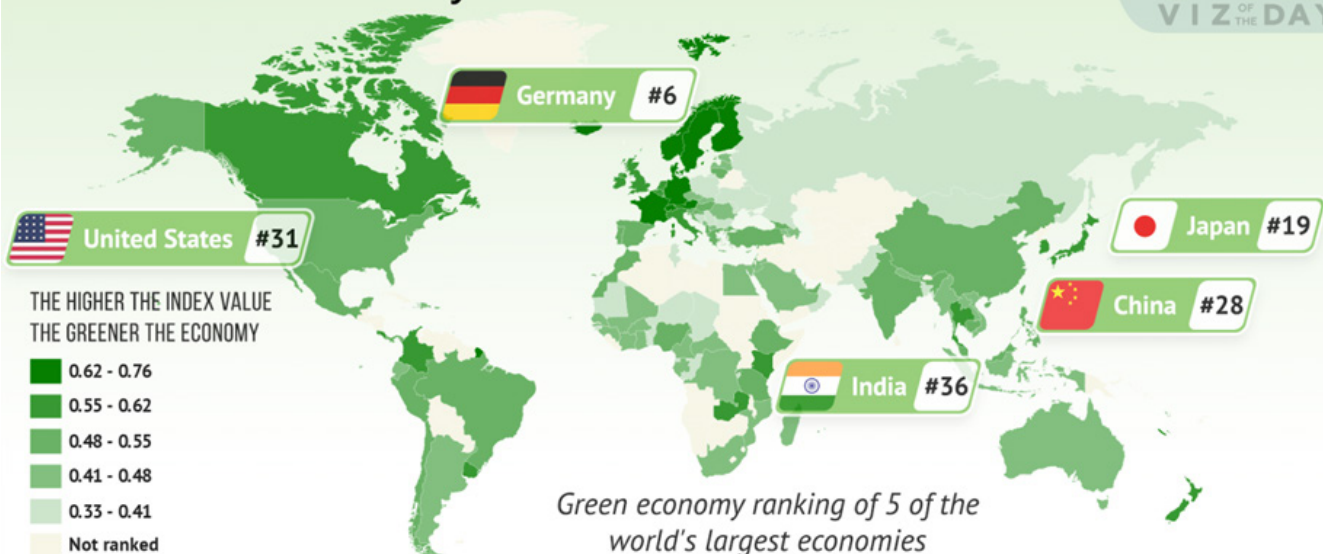 VIZ OF THE DAY
Germany #6
United States #31
Japan #19
China #28
India #36
THE HIGHER THE INDEX VALUE
THE GREENER THE ECONOMY
0.62 - 0.76
0.55 - 0.62
0.48 - 0.55
0.41 - 0.48
0.33 - 0.41
Not ranked
Green economy ranking of 5 of the
world's largest economies